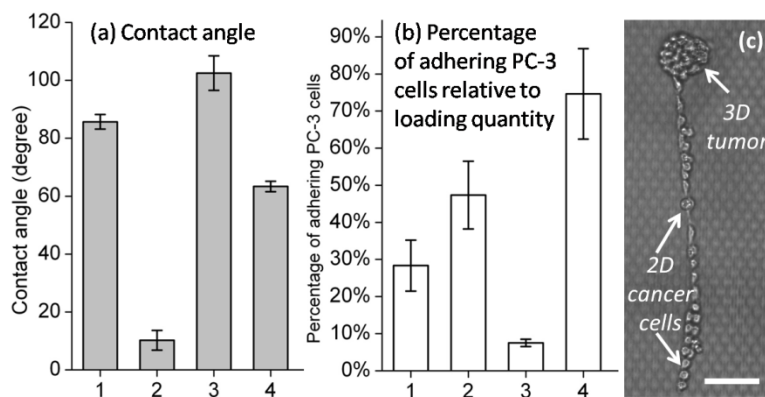 (a) Contact angle
Contact angle (degree)
120
100
80
60
40
20
0
1 2 3 4
(b) Percentage
of adhering PC-3
cells relative to
loading quantity
Percentage of adhering PC-3 cells
90%
80%
70%
60%
50%
40%
30%
20%
10%
0%
1 2 3 4
(c)
3D
tumor
2D
cancer
cells